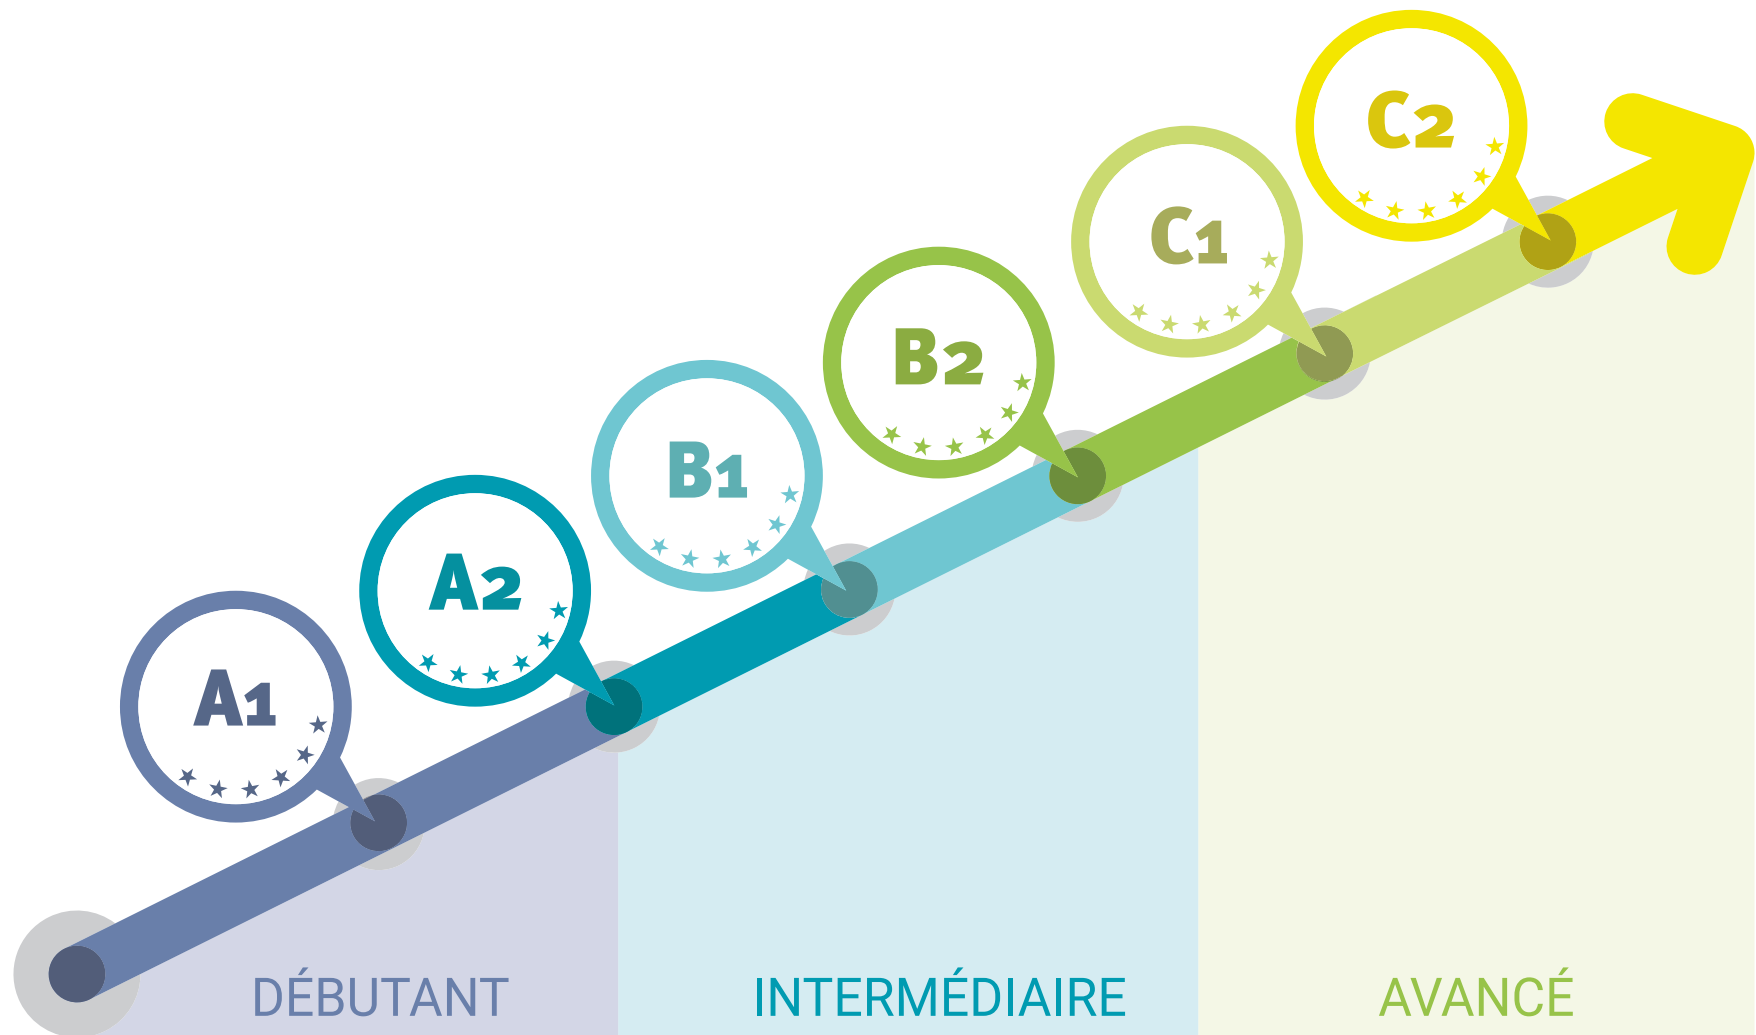 C2
C1
B2
B1
A2
A1
DÉBUTANT
INTERMÉDIAIRE
AVANCÉ